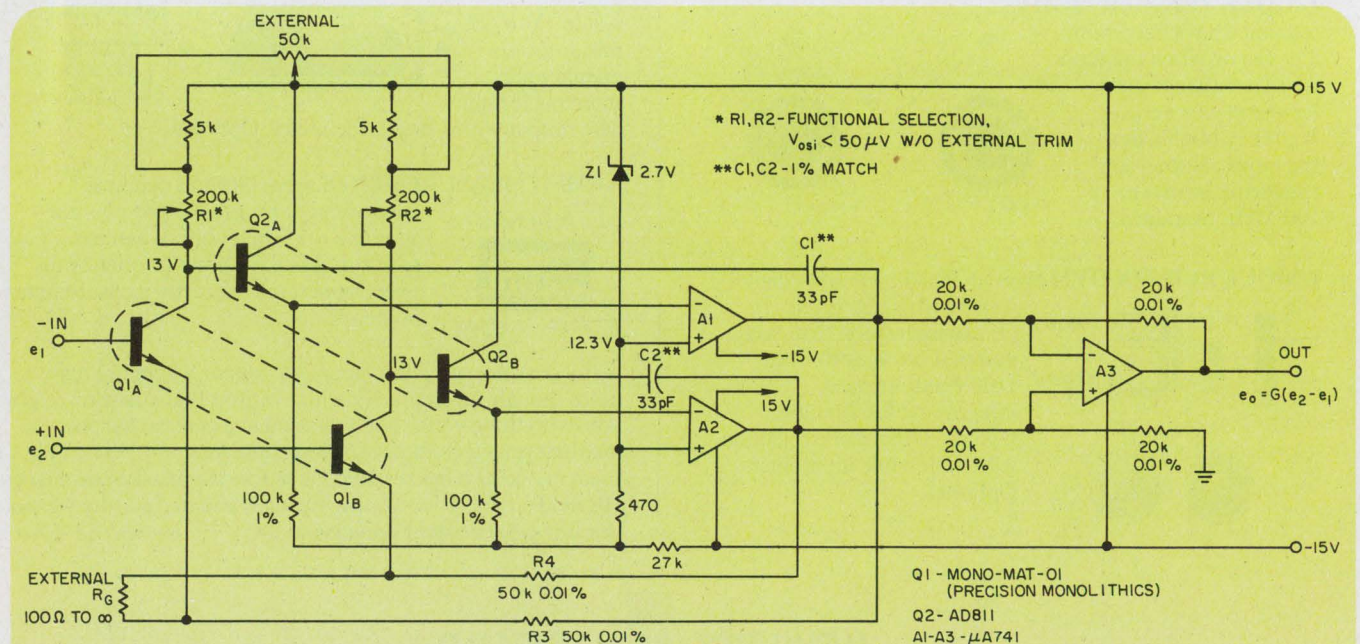 EXTERNAL
50k
15 V
5k
5k
* R1,R2-FUNCTIONAL SELECTION,
Vosi < 50 μV W/O EXTERNAL TRIM
**C1,C2-1% MATCH
Z1
2.7V
200k
R1*
Q2A
200k
R2*
13 V
C1**
33pF
−
+
A1
-15V
12.3 V
20k
0.01%
20k
0.01%
-IN
e1
Q1A
13V
Q2B
C2**
33pF
15V
−
+
A2
−
+
A3
OUT
eo = G(e2-e1)
+IN
e2
Q1B
20k
0.01%
20k
0.01%
100 k
1%
100 k
1%
470
27k
-15V
EXTERNAL
RG
100Ω TO ∞
R4
50k 0.01%
R3 50k 0.01%
Q1 - MONO-MAT-01
(PRECISION MONOLITHICS)
Q2- AD811
A1-A3 -μA741